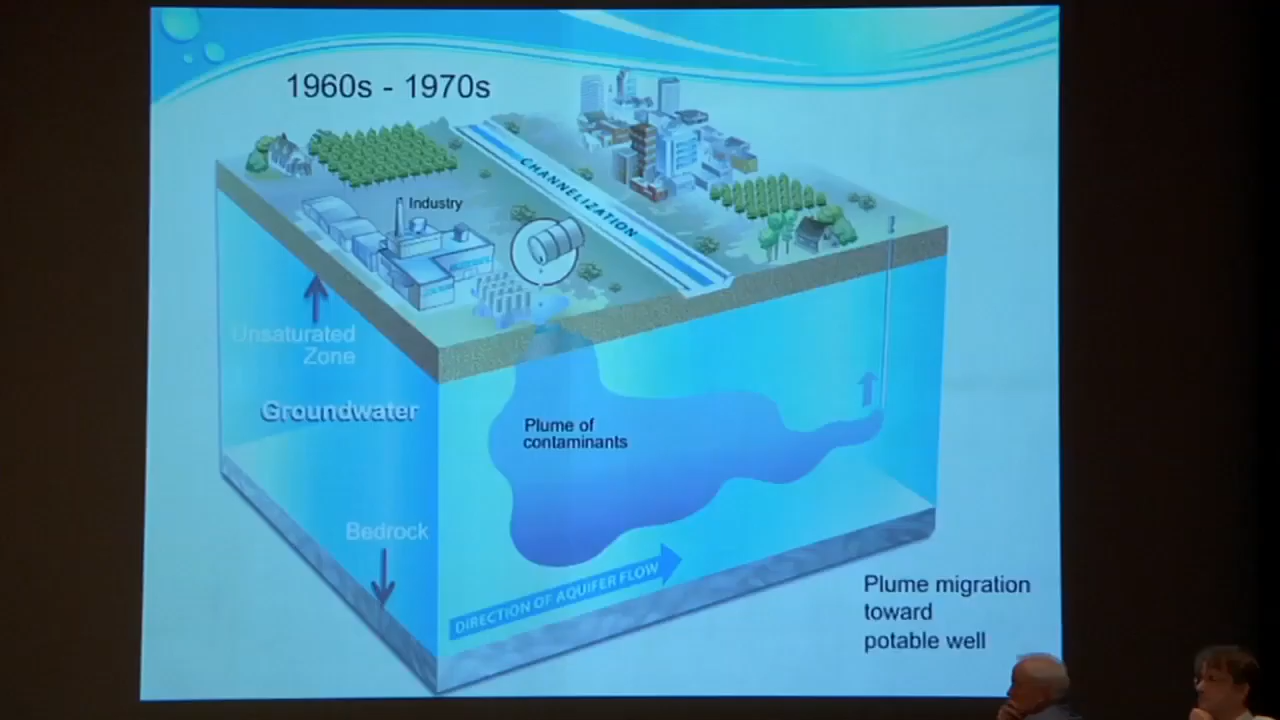 1960s - 1970s
CHANNELIZATION
Industry
Unsaturated
Zone
Groundwater
Plume of
contaminants
Bedrock
DIRECTION OF AQUIFER FLOW
Plume migration
toward
potable well